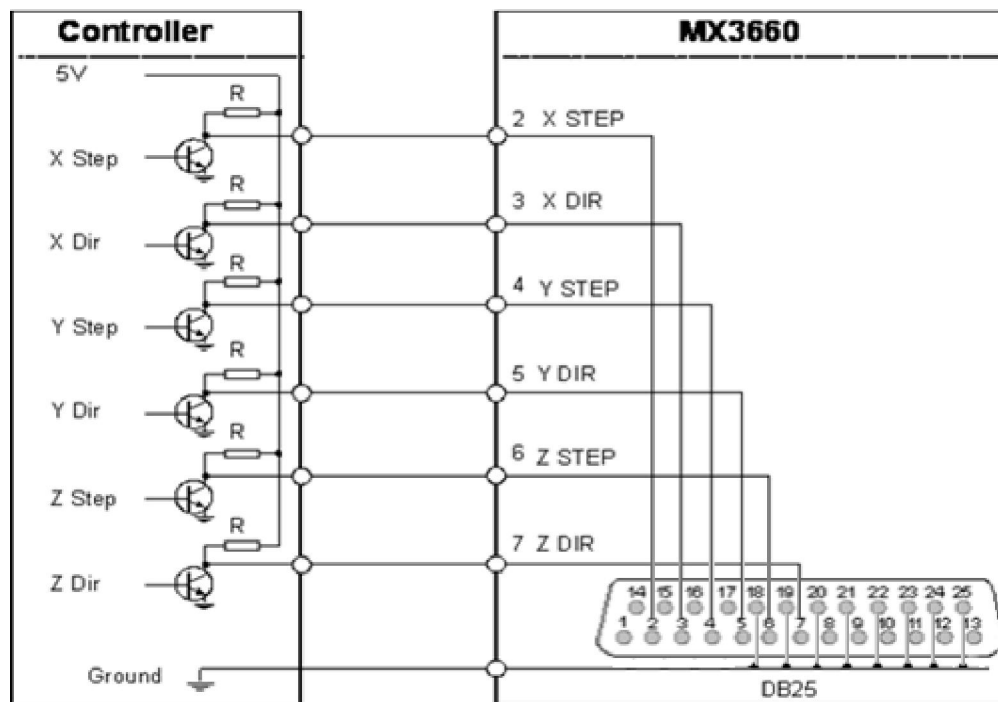 Controller
MX3660
5V
R
2 X STEP
X Step
R
3 X DIR
X Dir
R
4 Y STEP
Y Step
R
5 Y DIR
Y Dir
R
6 Z STEP
Z Step
R
7 Z DIR
Z Dir
14 15 16 17 18 19 20 21 22 23 24 25
1 2 3 4 5 6 7 8 9 10 11 12 13
Ground
DB25